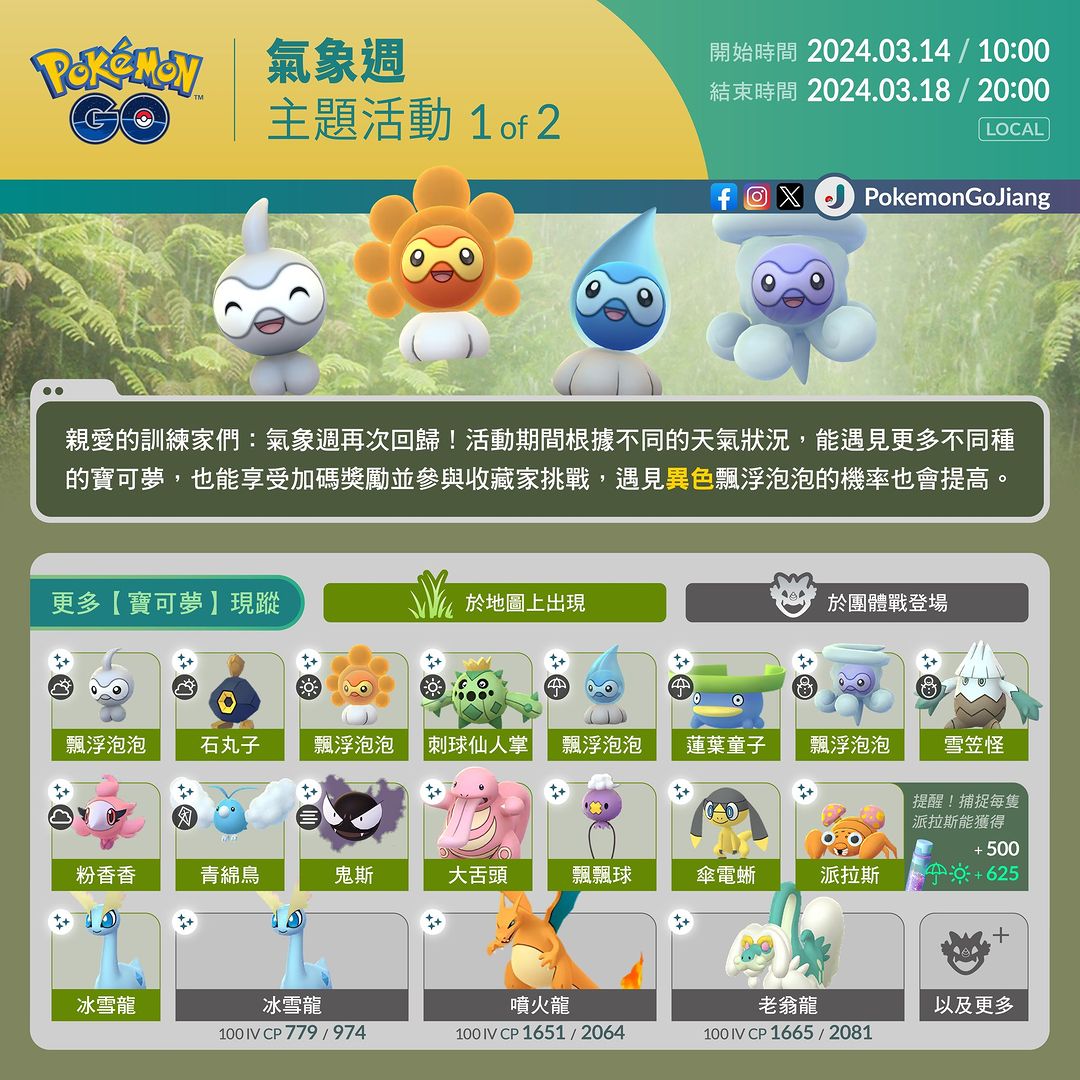 POKéMON GO™
氣象週
主題活動 1 of 2
開始時間 2024.03.14 / 10:00
結束時間 2024.03.18 / 20:00
LOCAL
PokemonGoJiang
親愛的訓練家們：氣象週再次回歸！活動期間根據不同的天氣狀況，能遇見更多不同種
的寶可夢，也能享受加碼獎勵並參與收藏家挑戰，遇見異色飄浮泡泡的機率也會提高。
更多【寶可夢】現蹤
於地圖上出現
於團體戰登場
飄浮泡泡 石丸子 飄浮泡泡 刺球仙人掌 飄浮泡泡 蓮葉童子 飄浮泡泡 雪笠怪
提醒！捕捉每隻
派拉斯能獲得
+500
+625
粉香香 青綿鳥 鬼斯 大舌頭 飄飄球 傘電蜥 派拉斯
冰雪龍 冰雪龍 噴火龍 老翁龍 以及更多
100 IV CP 779 / 974 100 IV CP 1651 / 2064 100 IV CP 1665 / 2081